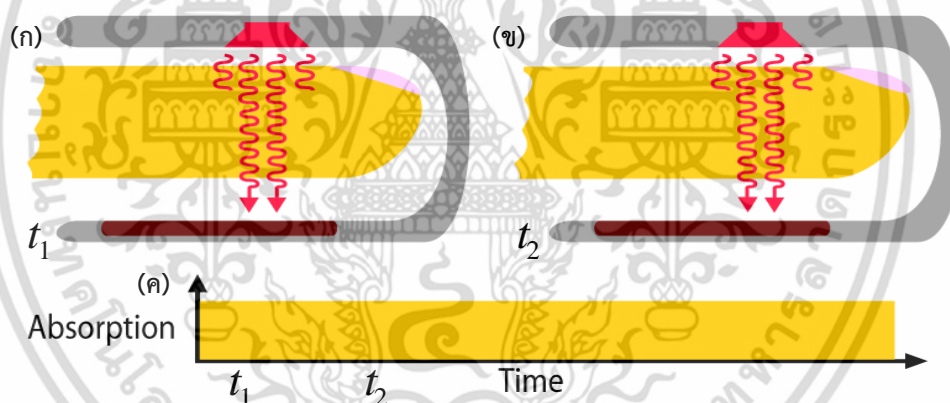 (ก)
(ข)
t₁
t₂
(ค)
Absorption
t₁ t₂ Time